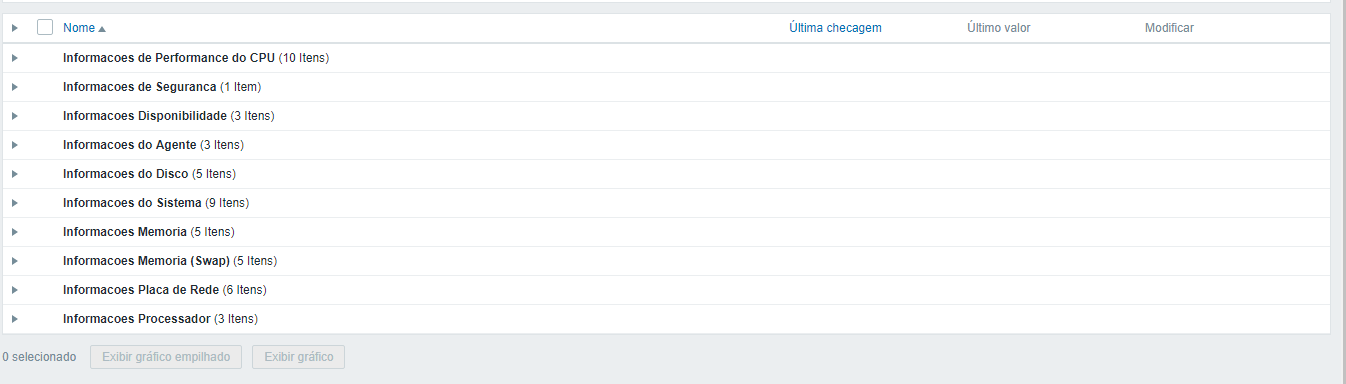 Nome Última checagem Último valor Modificar
Informacoes de Performance do CPU (10 Itens)
Informacoes de Seguranca (1 Item)
Informacoes Disponibilidade (3 Itens)
Informacoes do Agente (3 Itens)
Informacoes do Disco (5 Itens)
Informacoes do Sistema (9 Itens)
Informacoes Memoria (5 Itens)
Informacoes Memoria (Swap) (5 Itens)
Informacoes Placa de Rede (6 Itens)
Informacoes Processador (3 Itens)
0 selecionado Exibir gráfico empilhado Exibir gráfico